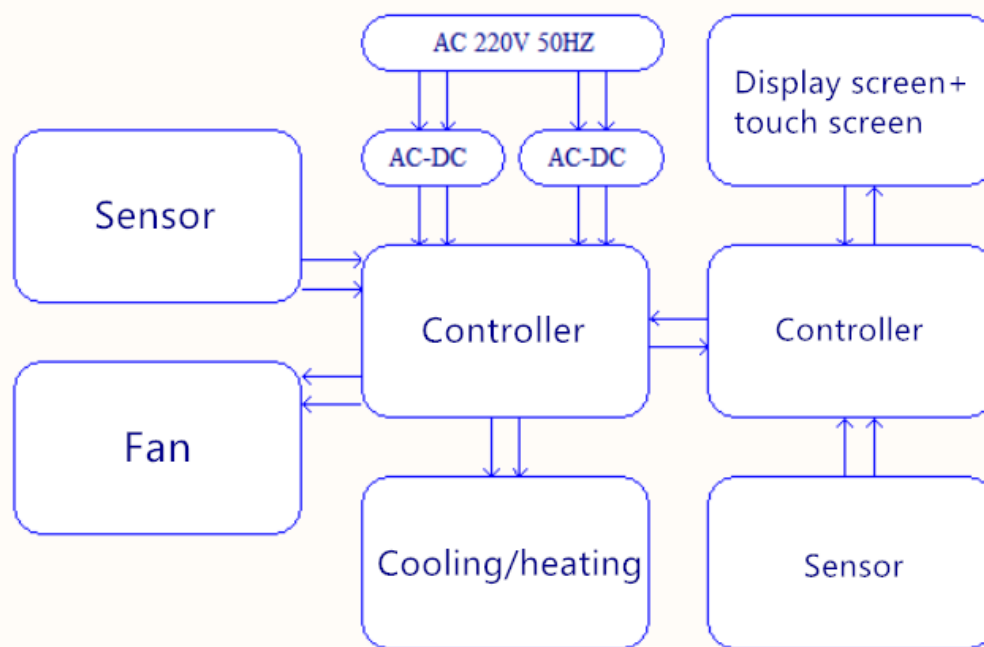 AC 220V 50HZ
Display screen+
touch screen
AC-DC
AC-DC
Sensor
Controller
Controller
Fan
Cooling/heating
Sensor